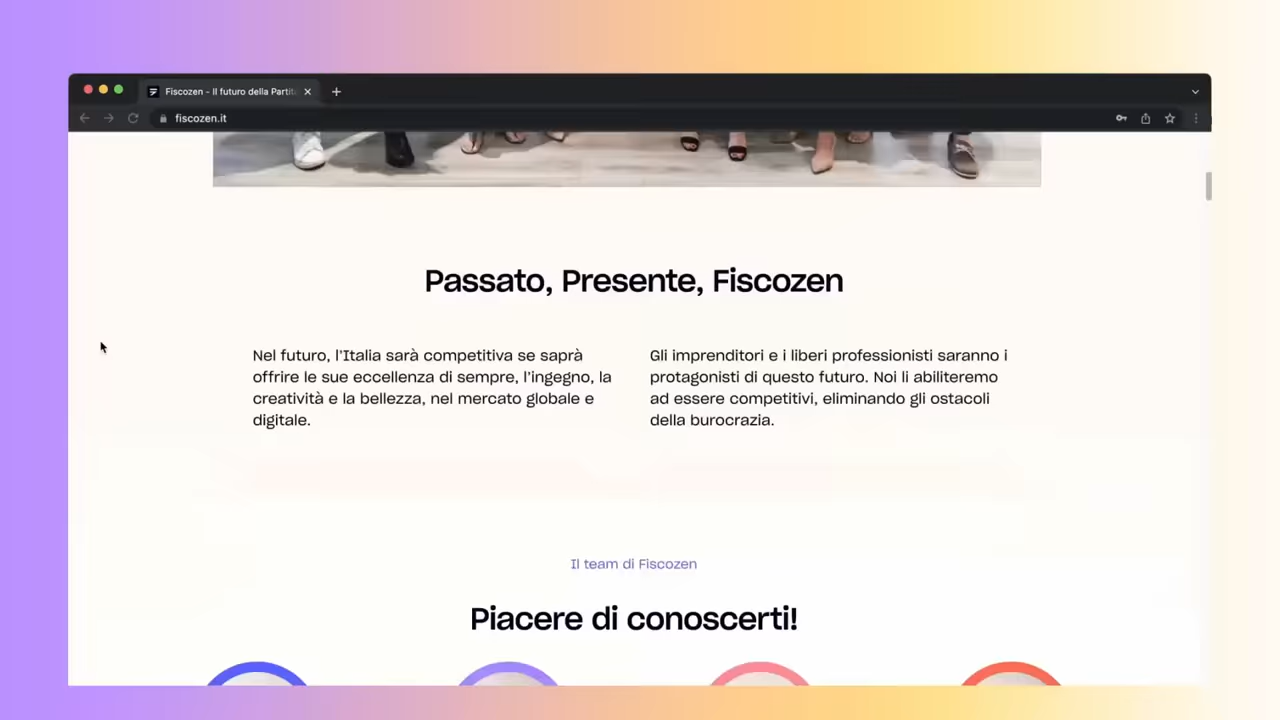 Fiscozen - Il futuro della Partit
fiscozen.it
Passato, Presente, Fiscozen
Nel futuro, l'Italia sarà competitiva se saprà
offrire le sue eccellenza di sempre, l'ingegno, la
creatività e la bellezza, nel mercato globale e
digitale.
Gli imprenditori e i liberi professionisti saranno i
protagonisti di questo futuro. Noi li abiliteremo
ad essere competitivi, eliminando gli ostacoli
della burocrazia.
Il team di Fiscozen
Piacere di conoscerti!